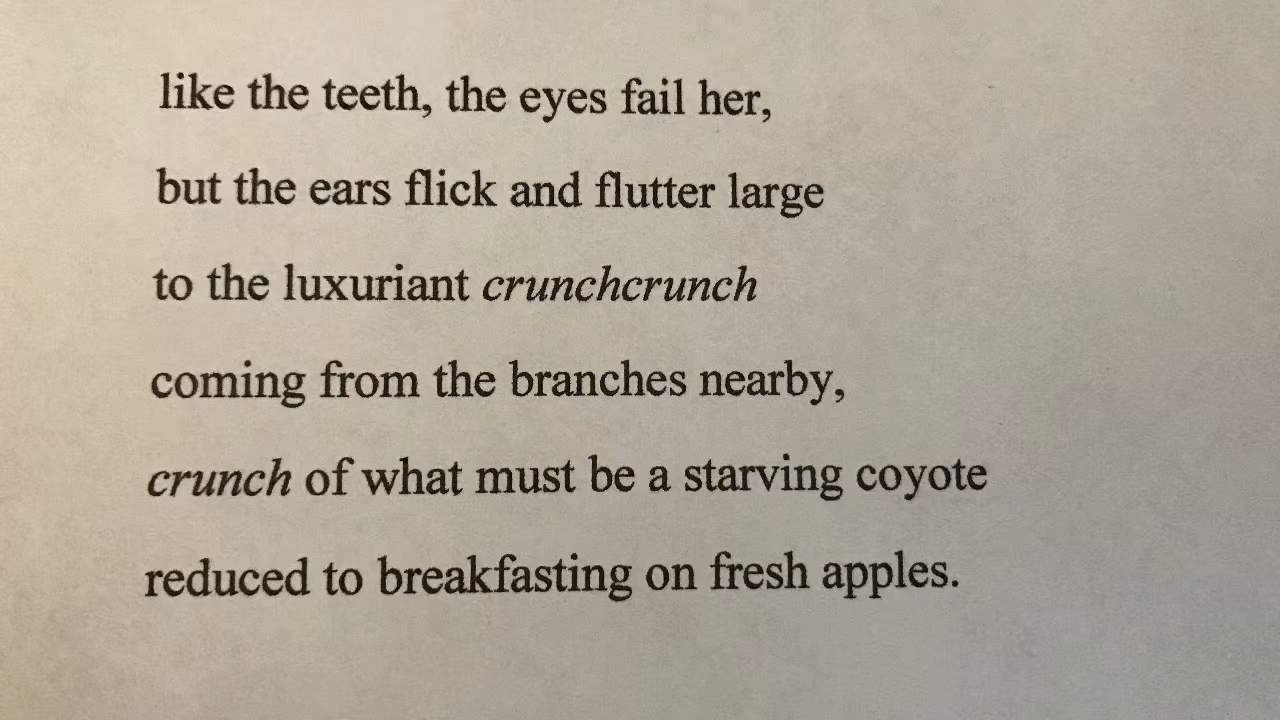 like the teeth, the eyes fail her,
but the ears flick and flutter large
to the luxuriant crunchcrunch
coming from the branches nearby,
crunch of what must be a starving coyote
reduced to breakfasting on fresh apples.